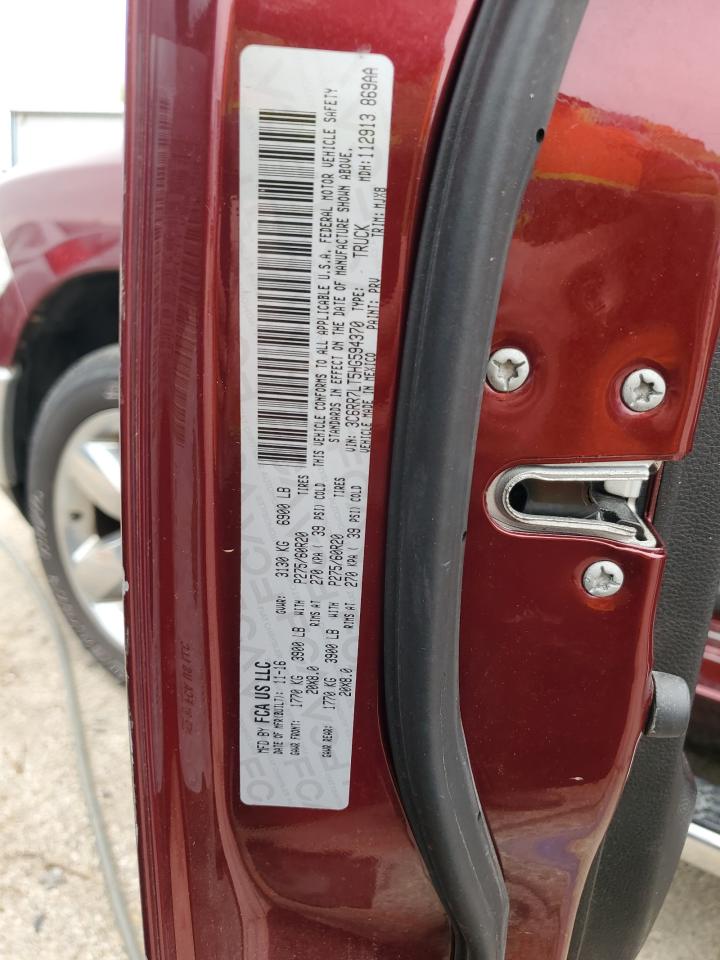 MFD BY FCA US LLC
DATE OF MFR(BUILT): 11-16 GVWR: 3130 KG 6900 LB
GAWR FRONT: 1770 KG 3900 LB WITH P275/60R20 TIRES
20X8.0 RIMS AT 270 KPA ( 39 PSI) COLD
GAWR REAR: 1770 KG 3900 LB WITH P275/60R20 TIRES
20X8.0 RIMS AT 270 KPA ( 39 PSI) COLD
THIS VEHICLE CONFORMS TO ALL APPLICABLE U.S.A. FEDERAL MOTOR VEHICLE SAFETY
STANDARDS IN EFFECT ON THE DATE OF MANUFACTURE SHOWN ABOVE.
VIN: 3C6RR7LT5HG594370 TYPE: TRUCK MDH: 112913 869AA
VEHICLE MADE IN MEXICO PAINT: PRV TRIM: MJX8